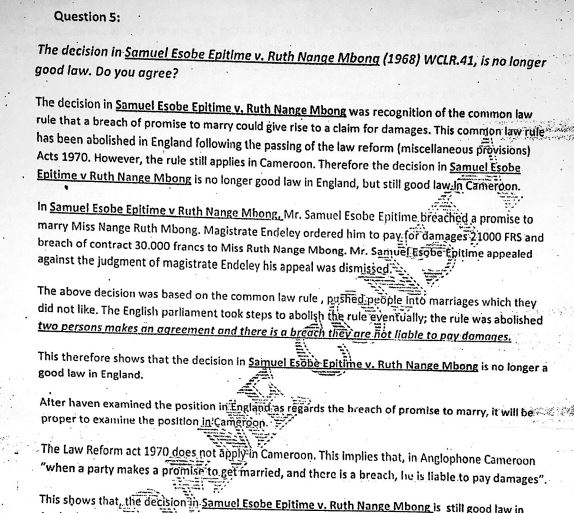 Question 5:
The decision in Samuel Esobe Epitime v. Ruth Nange Mbong (1968) WCLR.41, is no longer
good law. Do you agree?
The decision in Samuel Esobe Epitime v. Ruth Nange Mbong was recognition of the common law
rule that a breach of promise to marry could give rise to a claim for damages. This common law rule
has been abolished in England following the passing of the law reform (miscellaneous provisions)
Acts 1970. However, the rule still applies in Cameroon. Therefore the decision in Samuel Esobe
Epitime v Ruth Nange Mbong is no longer good law in England, but still good law in Cameroon.
In Samuel Esobe Epitime v Ruth Nange Mbong, Mr. Samuel Esobe Epitime breached a promise to
marry Miss Nange Ruth Mbong. Magistrate Endeley ordered him to pay for damages 21000 FRS and
breach of contract 30.000 francs to Miss Ruth Nange Mbong. Mr. Samuel Esobe Epitime appealed
against the judgment of magistrate Endeley his appeal was dismissed.
The above decision was based on the common law rule , pushed people into marriages which they
did not like. The English parliament took steps to abolish the rule eventually; the rule was abolished
two persons makes an agreement and there is a breach they are not liable to pay damages.
This therefore shows that the decision in Samuel Esobe Epitime v. Ruth Nange Mbong is no longer a
good law in England.
After haven examined the position in England as regards the breach of promise to marry, it will be
proper to examine the position in Cameroon.
The Law Reform act 1970 does not apply in Cameroon. This implies that, in Anglophone Cameroon
"when a party makes a promise to get married, and there is a breach, he is liable to pay damages".
This shows that, the decision in Samuel Esobe Epitime v. Ruth Nange Mbong is still good law in